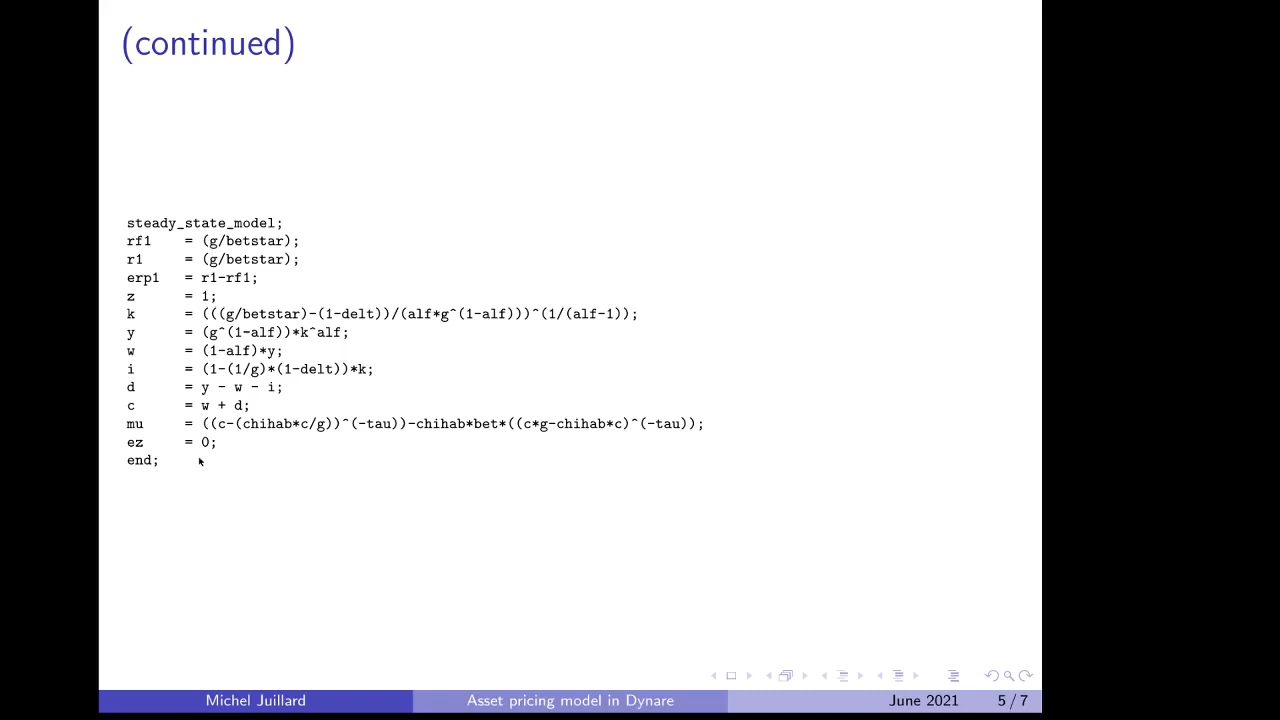 (continued)
steady_state_model;
rf1 = (g/betstar);
r1 = (g/betstar);
erp1 = r1-rf1;
z = 1;
k = (((g/betstar)-(1-delt))/(alf*g^(1-alf)))^(1/(alf-1));
y = (g^(1-alf))*k^alf;
w = (1-alf)*y;
i = (1-(1/g)*(1-delt))*k;
d = y - w - i;
c = w + d;
mu = ((c-(chihab*c/g))^(-tau))-chihab*bet*((c*g-chihab*c)^(-tau));
ez = 0;
end;
Michel Juillard Asset pricing model in Dynare June 2021 5 / 7